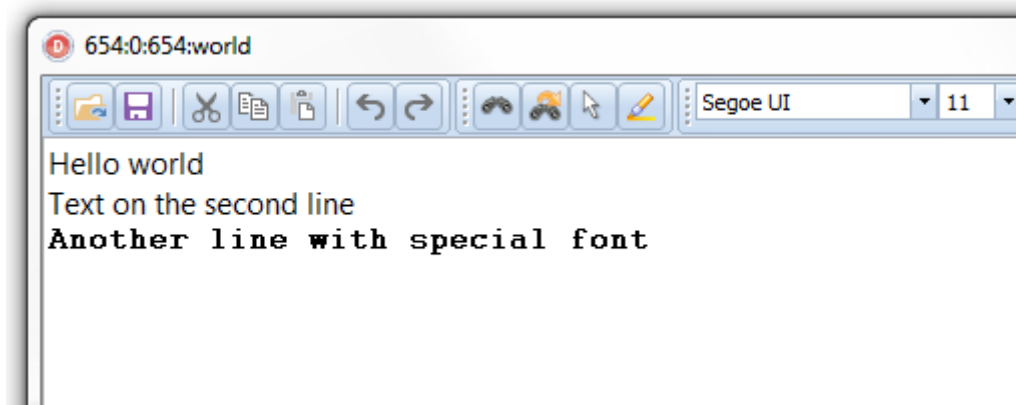 D 654:0:654:world
Segoe UI 11
Hello world
Text on the second line
Another line with special font